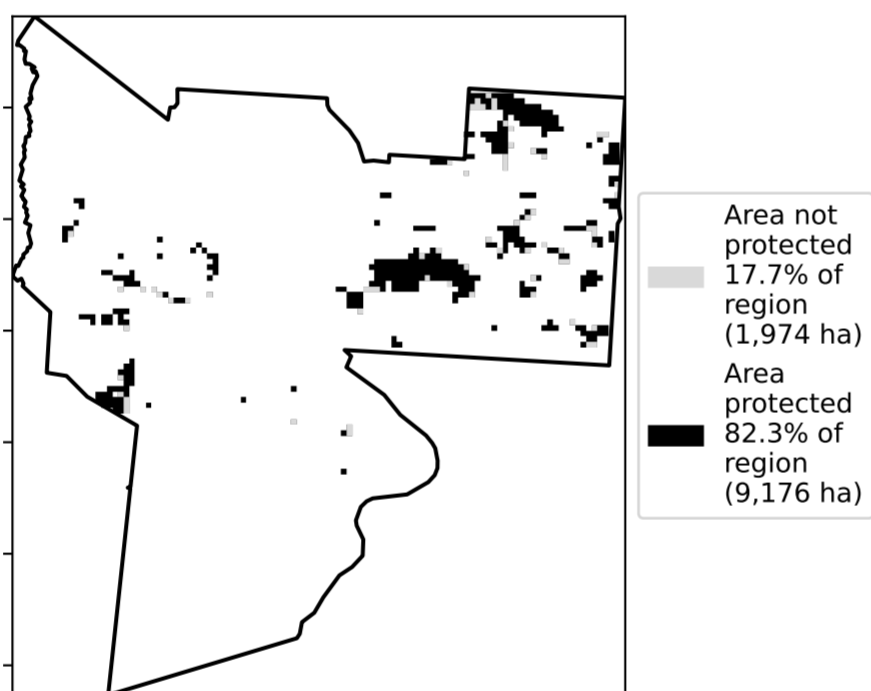 Area not
protected
17.7% of
region
(1,974 ha)
Area
protected
82.3% of
region
(9,176 ha)